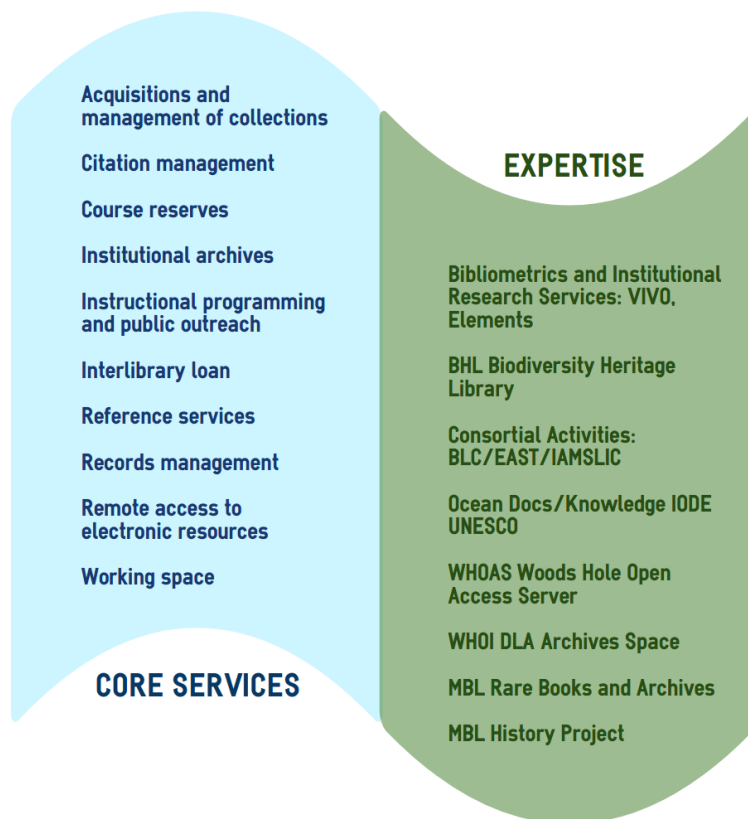 Acquisitions and
management of collections
Citation management
Course reserves
Institutional archives
Instructional programming
and public outreach
Interlibrary loan
Reference services
Records management
Remote access to
electronic resources
Working space
CORE SERVICES
EXPERTISE
Bibliometrics and Institutional
Research Services: VIVO,
Elements
BHL Biodiversity Heritage
Library
Consortial Activities:
BLC/EAST/IAMSLIC
Ocean Docs/Knowledge IODE
UNESCO
WHOAS Woods Hole Open
Access Server
WHOI DLA Archives Space
MBL Rare Books and Archives
MBL History Project